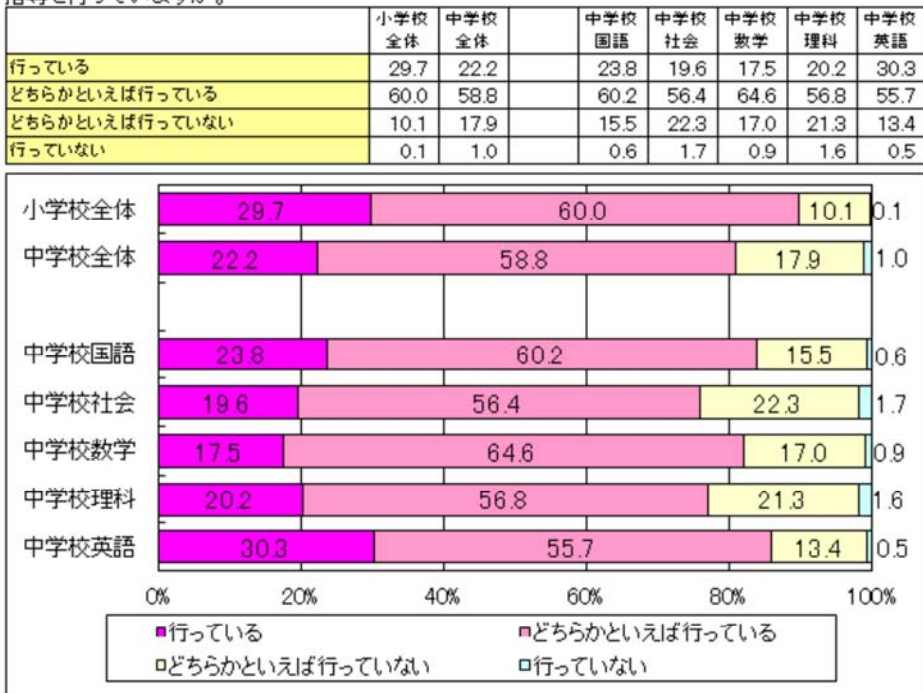 指導を行っていますか。
小学校 中学校 中学校 中学校 中学校 中学校 中学校
全体 全体 国語 社会 数学 理科 英語
行っている 29.7 22.2 23.8 19.6 17.5 20.2 30.3
どちらかといえば行っている 60.0 58.8 60.2 56.4 64.6 56.8 55.7
どちらかといえば行っていない 10.1 17.9 15.5 22.3 17.0 21.3 13.4
行っていない 0.1 1.0 0.6 1.7 0.9 1.6 0.5
小学校全体 29.7 60.0 10.1 0.1
中学校全体 22.2 58.8 17.9 1.0
中学校国語 23.8 60.2 15.5 0.6
中学校社会 19.6 56.4 22.3 1.7
中学校数学 17.5 64.6 17.0 0.9
中学校理科 20.2 56.8 21.3 1.6
中学校英語 30.3 55.7 13.4 0.5
0% 20% 40% 60% 80% 100%
行っている どちらかといえば行っている
どちらかといえば行っていない 行っていない